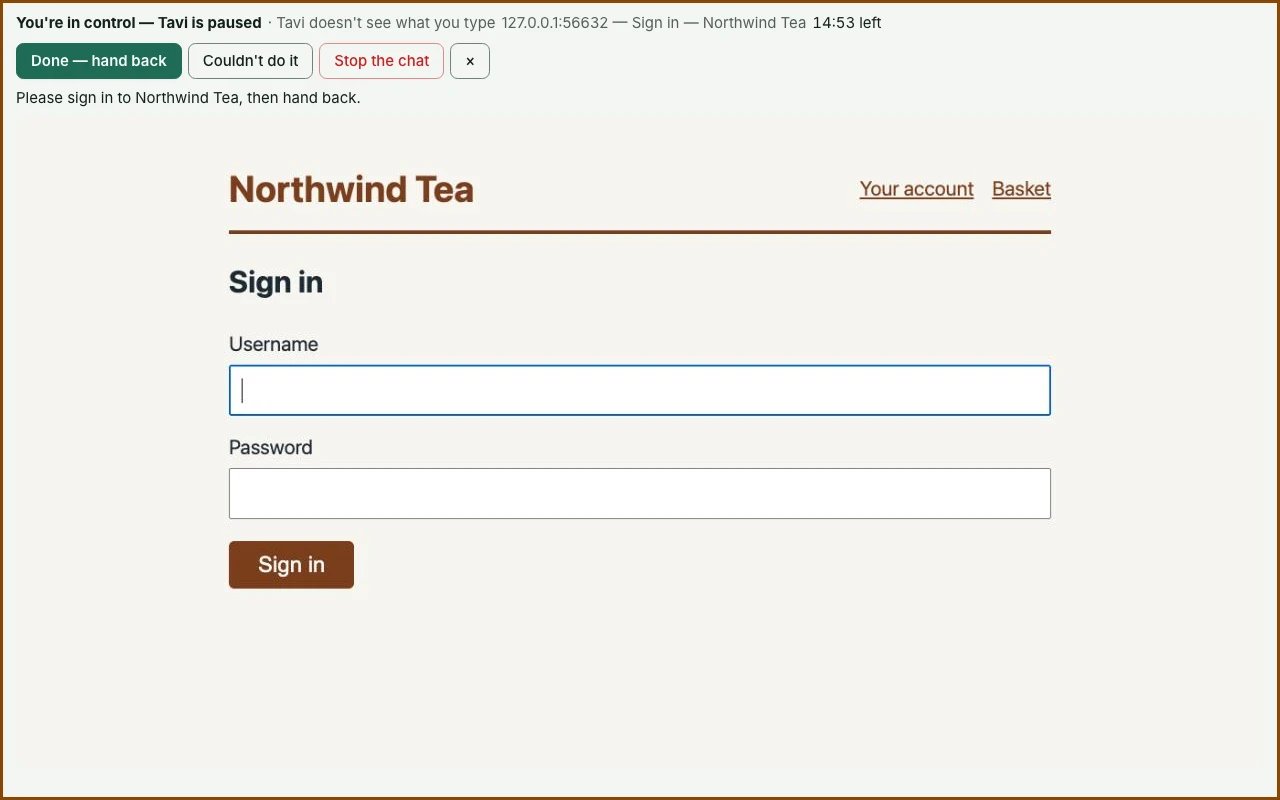 You're in control — Tavi is paused · Tavi doesn't see what you type 127.0.0.1:56632 — Sign in — Northwind Tea 14:53 left
Done — hand back Couldn't do it Stop the chat ×
Please sign in to Northwind Tea, then hand back.
Northwind Tea Your account Basket
Sign in
Username
Password
Sign in